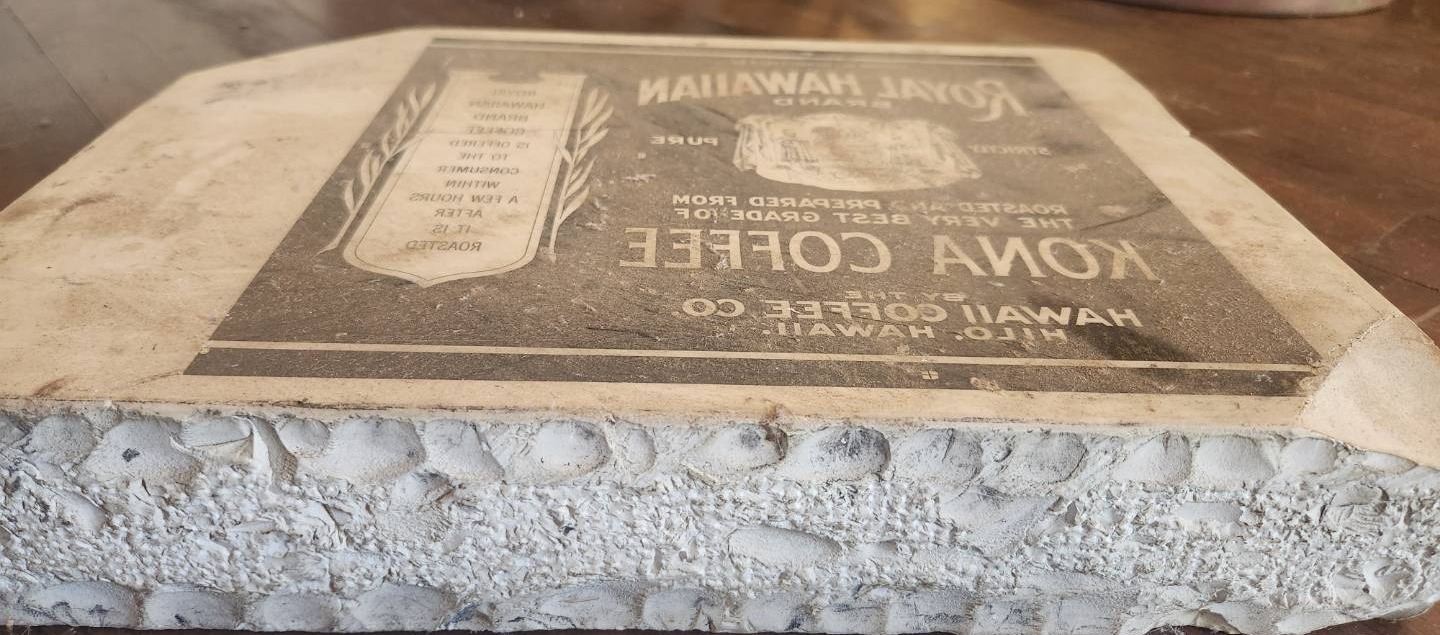 ROYAL HAWAIIAN
BRAND
STRICTLY PURE
ROASTED AND PREPARED FROM
THE VERY BEST GRADE OF
KONA COFFEE
BY THE
HAWAII COFFEE CO.
HILO, HAWAII.
ROYAL
HAWAIIAN
BRAND
COFFEE
IS OFFERED
TO THE
CONSUMER
WITHIN
A FEW HOURS
AFTER
IT IS
ROASTED